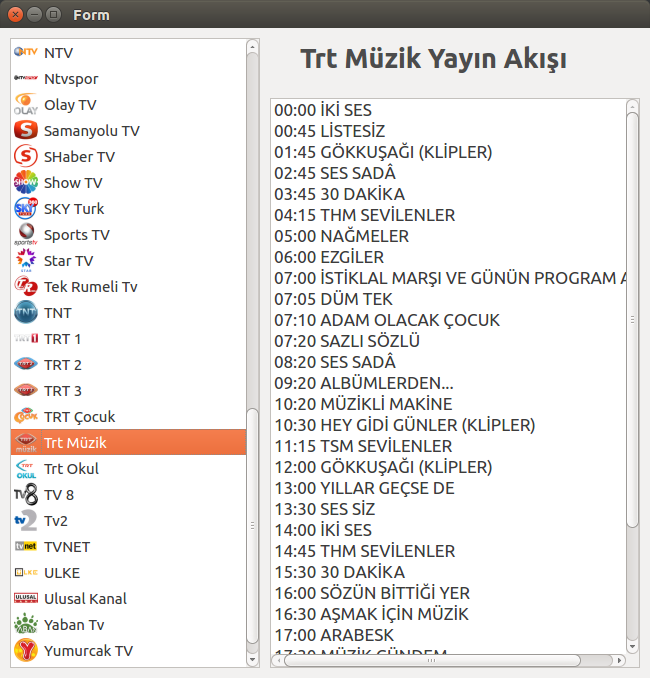 Form
NTV
Ntvspor
Olay TV
Samanyolu TV
SHaber TV
Show TV
SKY Turk
Sports TV
Star TV
Tek Rumeli Tv
TNT
TRT 1
TRT 2
TRT 3
TRT Çocuk
Trt Müzik
Trt Okul
TV 8
Tv2
TVNET
ULKE
Ulusal Kanal
Yaban Tv
Yumurcak TV
Trt Müzik Yayın Akışı
00:00 İKİ SES
00:45 LİSTESİZ
01:45 GÖKKUŞAĞI (KLİPLER)
02:45 SES SADÂ
03:45 30 DAKİKA
04:15 THM SEVİLENLER
05:00 NAĞMELER
06:00 EZGİLER
07:00 İSTİKLAL MARŞI VE GÜNÜN PROGRAM A
07:05 DÜM TEK
07:10 ADAM OLACAK ÇOCUK
07:20 SAZLI SÖZLÜ
08:20 SES SADÂ
09:20 ALBÜMLERDEN...
10:20 MÜZİKLİ MAKİNE
10:30 HEY GİDİ GÜNLER (KLİPLER)
11:15 TSM SEVİLENLER
12:00 GÖKKUŞAĞI (KLİPLER)
13:00 YILLAR GEÇSE DE
13:30 SES SİZ
14:00 İKİ SES
14:45 THM SEVİLENLER
15:30 30 DAKİKA
16:00 SÖZÜN BİTTİĞİ YER
16:30 AŞMAK İÇİN MÜZİK
17:00 ARABESK
17:30 MÜZİK GÜNDEM